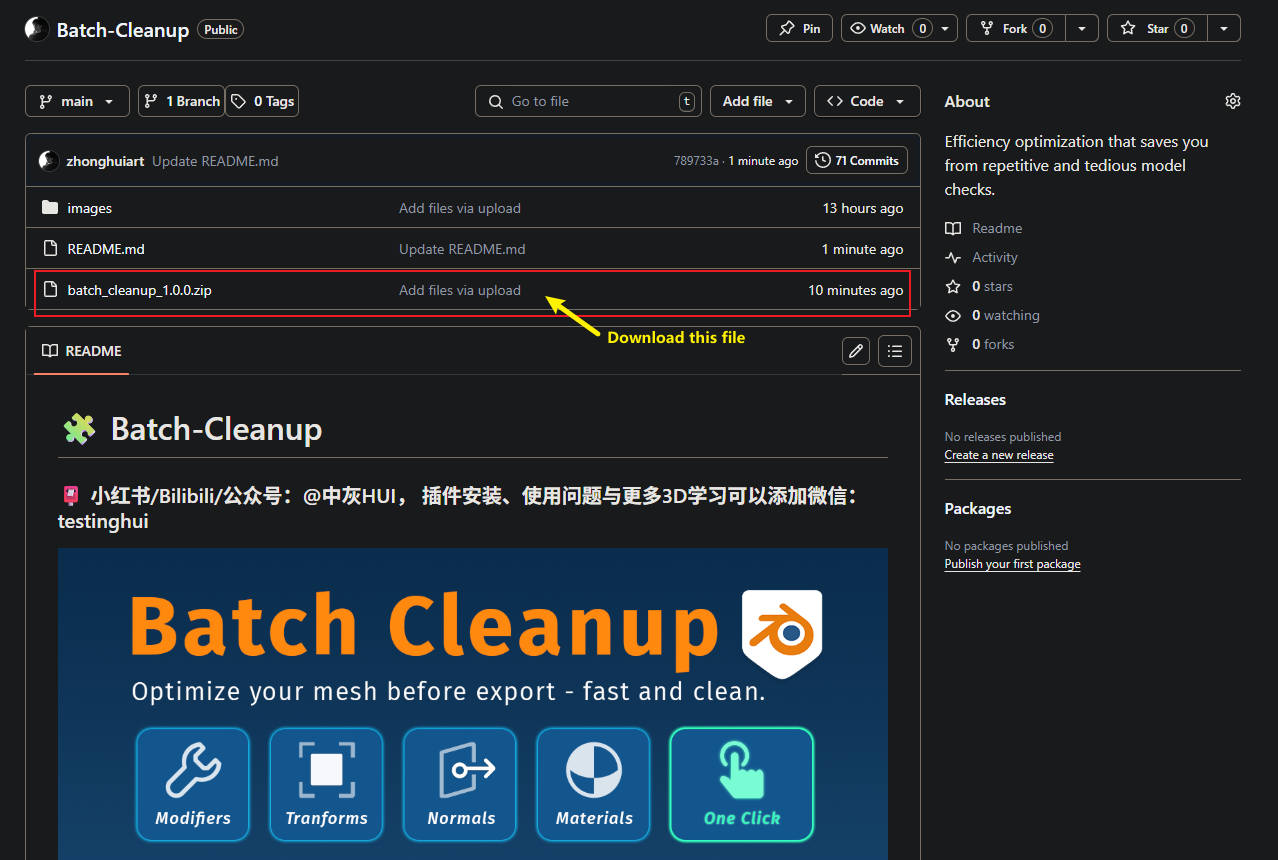 Batch-Cleanup Public
Pin
Watch 0
Fork 0
Star 0
main
1 Branch
0 Tags
Go to file t
Add file
Code
zhonghuiart Update README.md
789733a · 1 minute ago
71 Commits
images Add files via upload 13 hours ago
README.md Update README.md 1 minute ago
batch_cleanup_1.0.0.zip Add files via upload 10 minutes ago
Download this file
README
Batch-Cleanup
小红书/Bilibili/公众号：@中灰HUI， 插件安装、使用问题与更多3D学习可以添加微信：
testinghui
Batch Cleanup
Optimize your mesh before export - fast and clean.
Modifiers
Tranforms
Normals
Materials
One Click
About
Efficiency optimization that saves you
from repetitive and tedious model
checks.
Readme
Activity
0 stars
0 watching
0 forks
Releases
No releases published
Create a new release
Packages
No packages published
Publish your first package